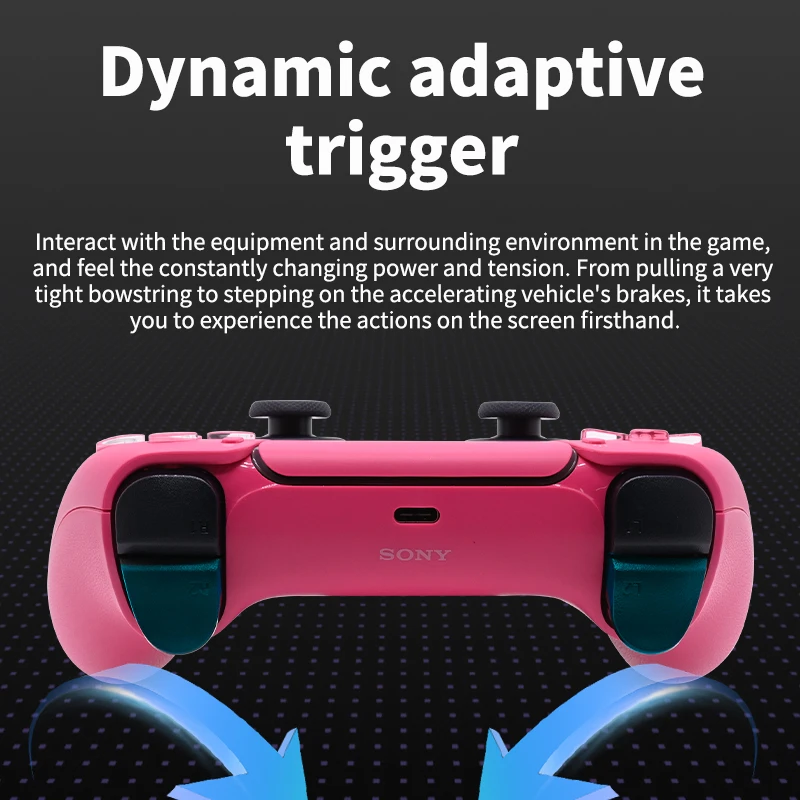 Dynamic adaptive
trigger
Interact with the equipment and surrounding environment in the game,
and feel the constantly changing power and tension. From pulling a very
tight bowstring to stepping on the accelerating vehicle's brakes, it takes
you to experience the actions on the screen firsthand.
SONY